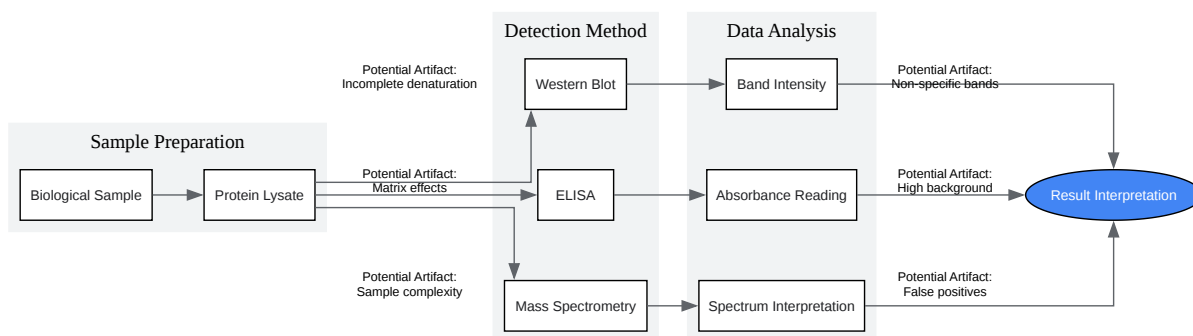 Detection Method
Data Analysis
Potential Artifact:
Incomplete denaturation
Western Blot
Band Intensity
Potential Artifact:
Non-specific bands
Sample Preparation
Biological Sample
Protein Lysate
Potential Artifact:
Matrix effects
ELISA
Absorbance Reading
Potential Artifact:
High background
Result Interpretation
Potential Artifact:
Sample complexity
Mass Spectrometry
Spectrum Interpretation
Potential Artifact:
False positives